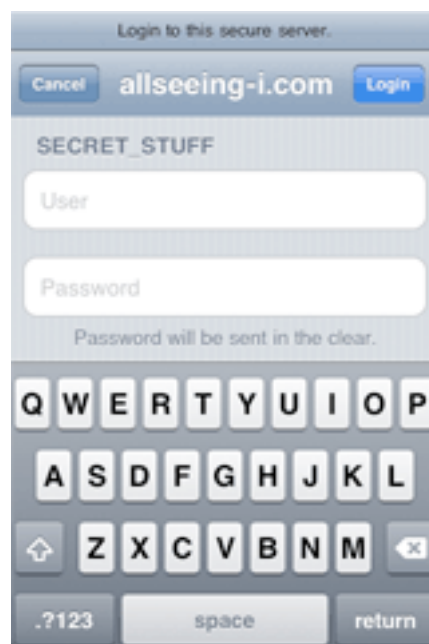 Login to this secure server.
Cancel allseeing-i.com Login
SECRET_STUFF
User
Password
Password will be sent in the clear.
Q W E R T Y U I O P
A S D F G H J K L
Z X C V B N M
.?123 space return